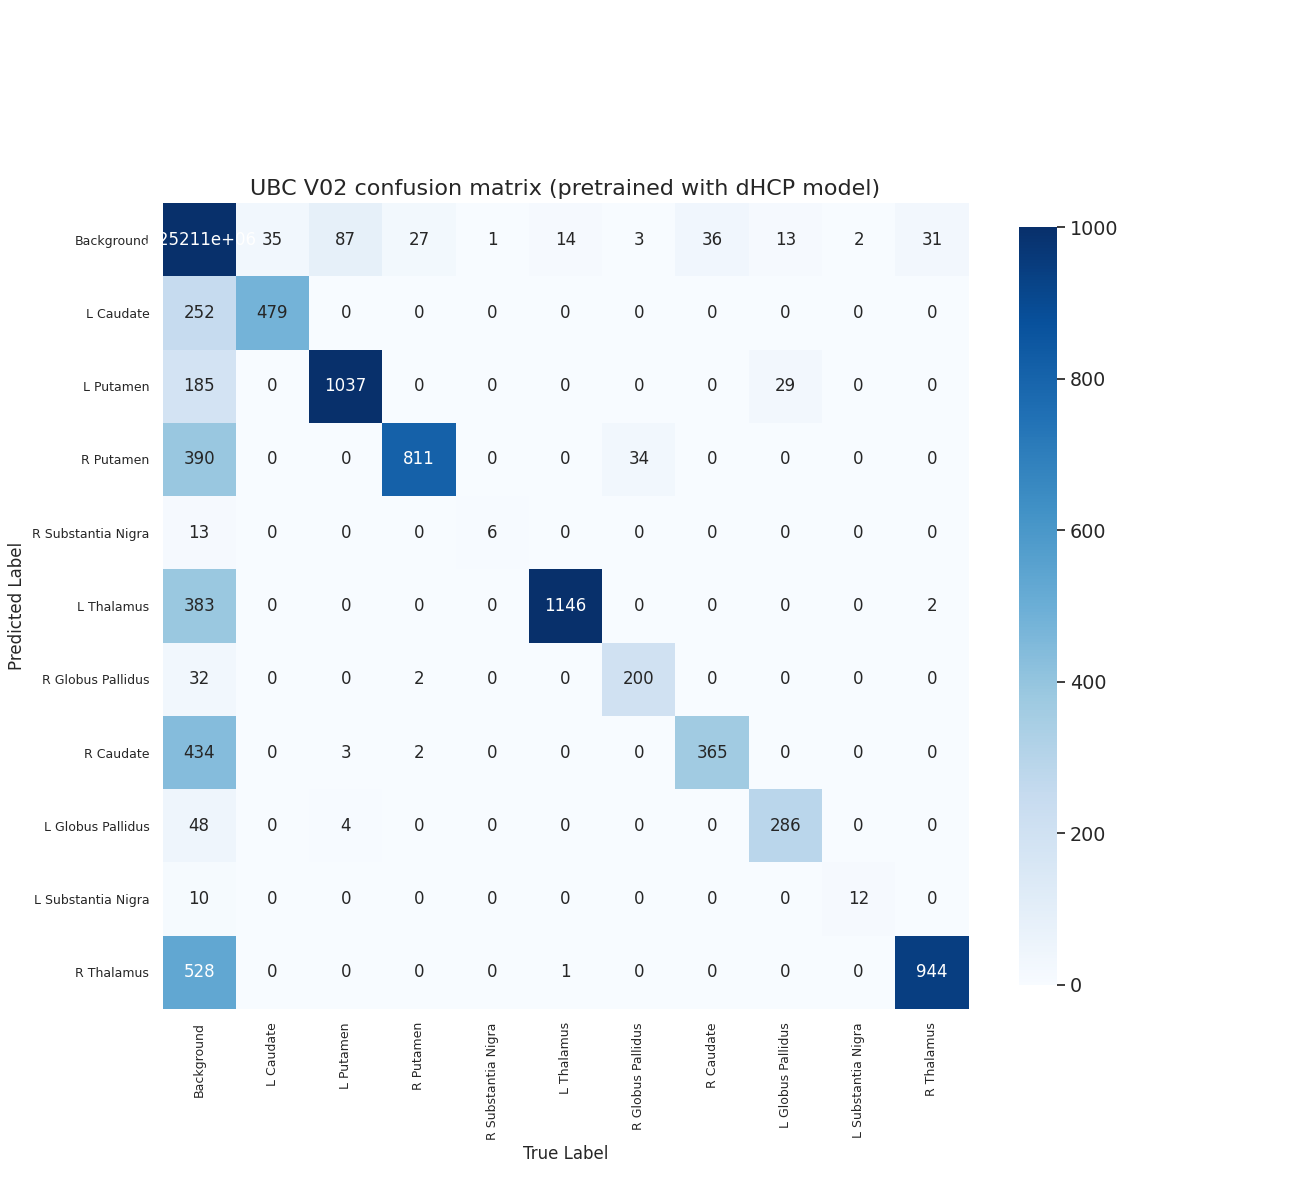 UBC V02 confusion matrix (pretrained with dHCP model)
Background 25211e+06 35 87 27 1 14 3 36 13 2 31
L Caudate 252 479 0 0 0 0 0 0 0 0 0
L Putamen 185 0 1037 0 0 0 0 0 29 0 0
R Putamen 390 0 0 811 0 0 34 0 0 0 0
R Substantia Nigra 13 0 0 0 6 0 0 0 0 0 0
L Thalamus 383 0 0 0 0 1146 0 0 0 0 2
R Globus Pallidus 32 0 0 2 0 0 200 0 0 0 0
R Caudate 434 0 3 2 0 0 0 365 0 0 0
L Globus Pallidus 48 0 4 0 0 0 0 0 286 0 0
L Substantia Nigra 10 0 0 0 0 0 0 0 0 12 0
R Thalamus 528 0 0 0 0 1 0 0 0 0 944
Predicted Label
Background
L Caudate
L Putamen
R Putamen
R Substantia Nigra
L Thalamus
R Globus Pallidus
R Caudate
L Globus Pallidus
L Substantia Nigra
R Thalamus
True Label
1000
800
600
400
200
0